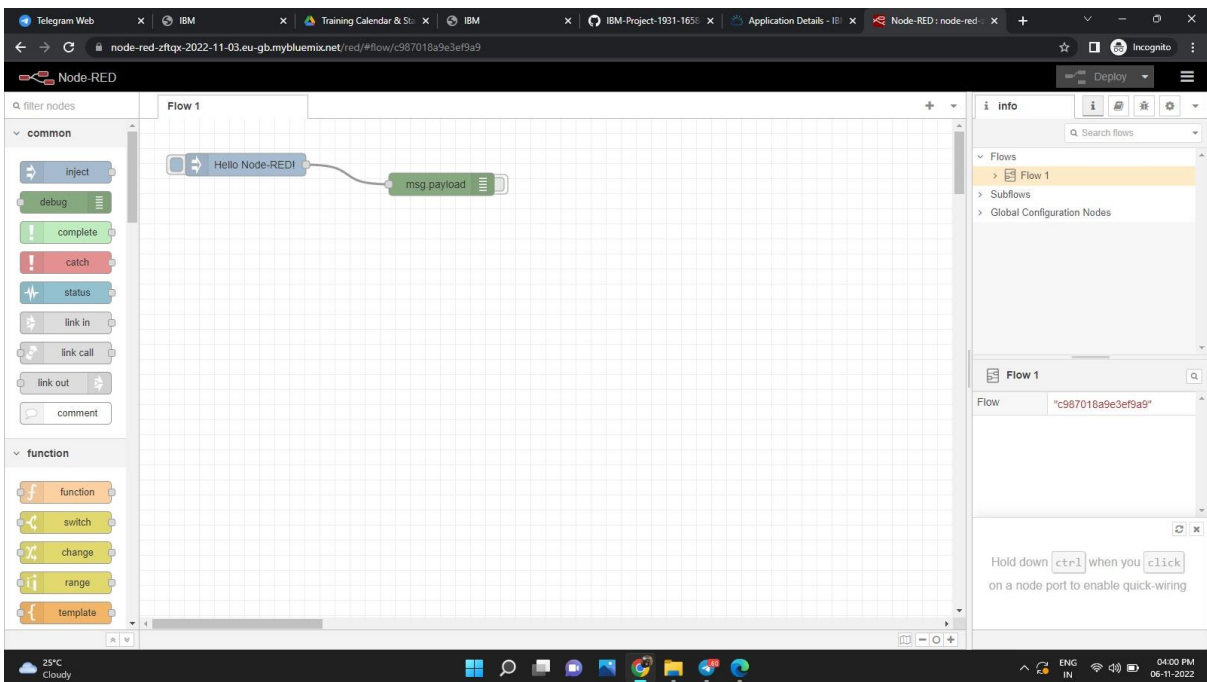 Telegram Web
IBM
Training Calendar & Sta
IBM
IBM-Project-1931-1658
Application Details - IB
Node-RED : node-red-z
node-red-zftqx-2022-11-03.eu-gb.mybluemix.net/red/#flow/c987018a9e3ef9a9
Incognito
Node-RED
Deploy
filter nodes
Flow 1
i info
i
Search flows
common
inject
debug
complete
catch
status
link in
link call
link out
comment
function
function
switch
change
range
template
Hello Node-RED!
msg.payload
Flows
Flow 1
Subflows
Global Configuration Nodes
Flow 1
Flow "c987018a9e3ef9a9"
Hold down ctrl when you click
on a node port to enable quick-wiring
25°C
Cloudy
ENG
IN
04:00 PM
06-11-2022